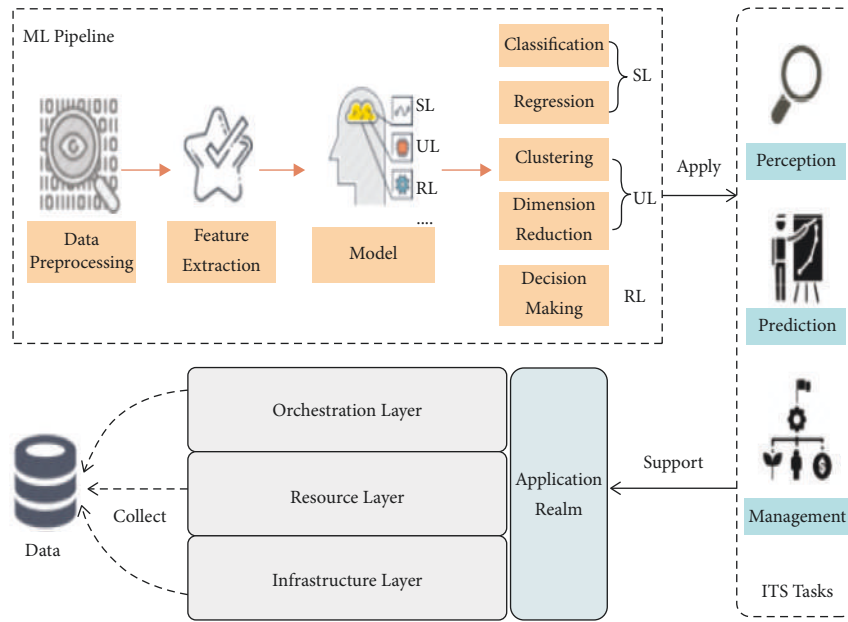 ML Pipeline
SL
UL
RL
....
Data
Preprocessing
Feature
Extraction
Model
Classification
Regression
SL
Clustering
Dimension
Reduction
UL
Decision
Making
RL
Apply
Perception
Prediction
Management
ITS Tasks
Support
Application
Realm
Orchestration Layer
Resource Layer
Infrastructure Layer
Collect
Data